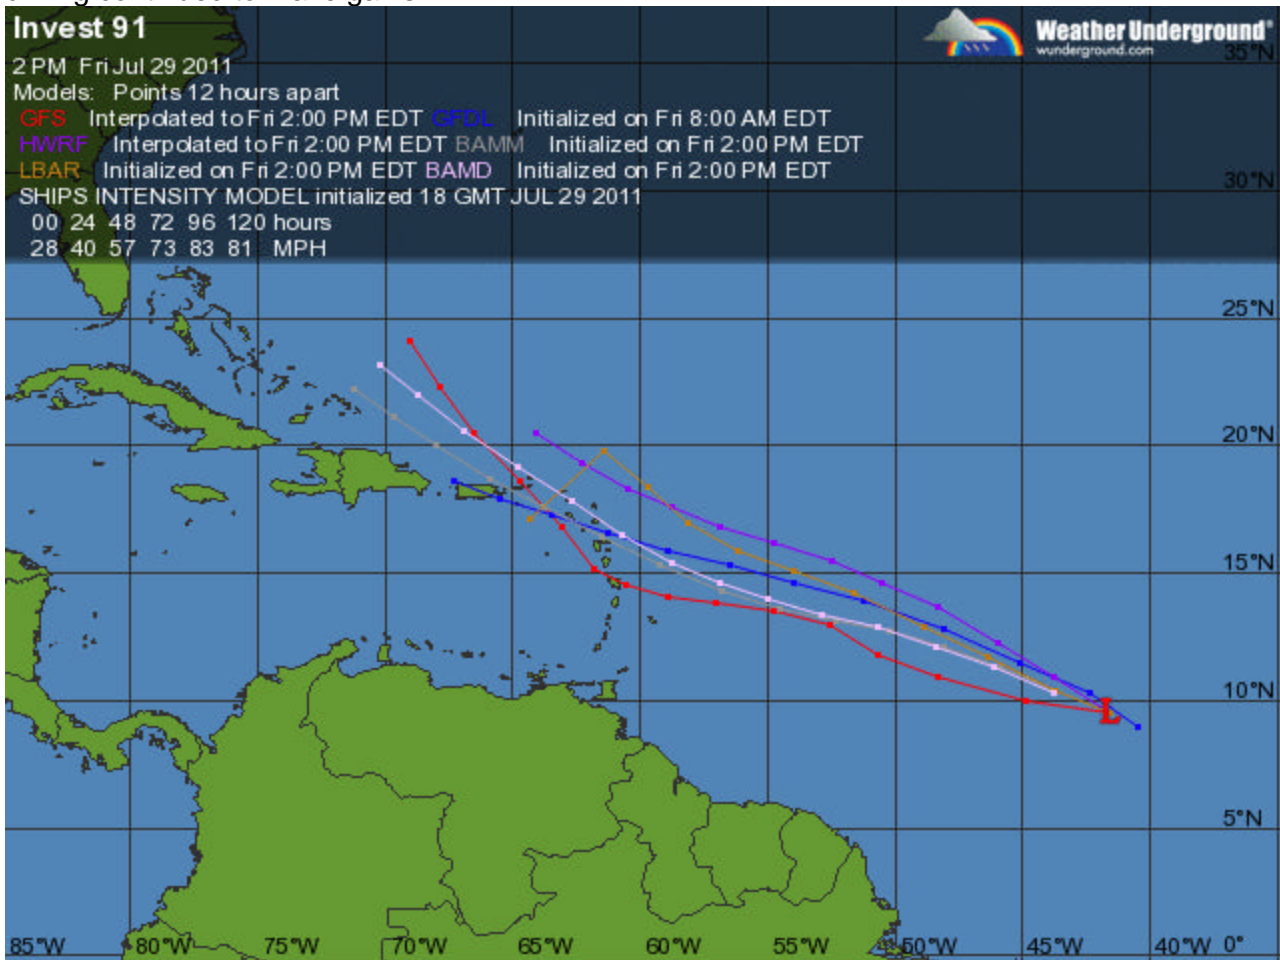 Invest 91
Weather Underground®
wunderground.com
35°N
2 PM Fri Jul 29 2011
Models: Points 12 hours apart
GFS Interpolated to Fri 2:00 PM EDT GFDL Initialized on Fri 8:00 AM EDT
HWRF Interpolated to Fri 2:00 PM EDT BAMM Initialized on Fri 2:00 PM EDT
LBAR Initialized on Fri 2:00 PM EDT BAMD Initialized on Fri 2:00 PM EDT
30°N
SHIPS INTENSITY MODEL initialized 18 GMT JUL 29 2011
00 24 48 72 96 120 hours
28 40 57 73 83 81 MPH
25°N
20°N
15°N
10°N
L
5°N
85°W 80°W 75°W 70°W 65°W 60°W 55°W 50°W 45°W 40°W 0°